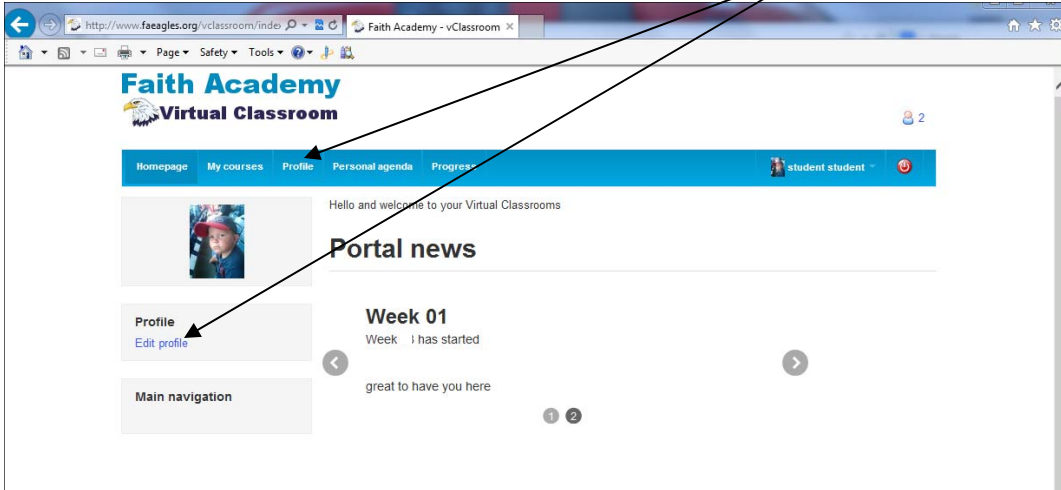 http://www.faeagles.org/vclassroom/inde
Faith Academy - vClassroom
Page Safety Tools
Faith Academy
Virtual Classroom
2
Homepage My courses Profile Personal agenda Progress student student
Hello and welcome to your Virtual Classrooms
Portal news
Profile
Edit profile
Main navigation
Week 01
Week has started
great to have you here
1 2